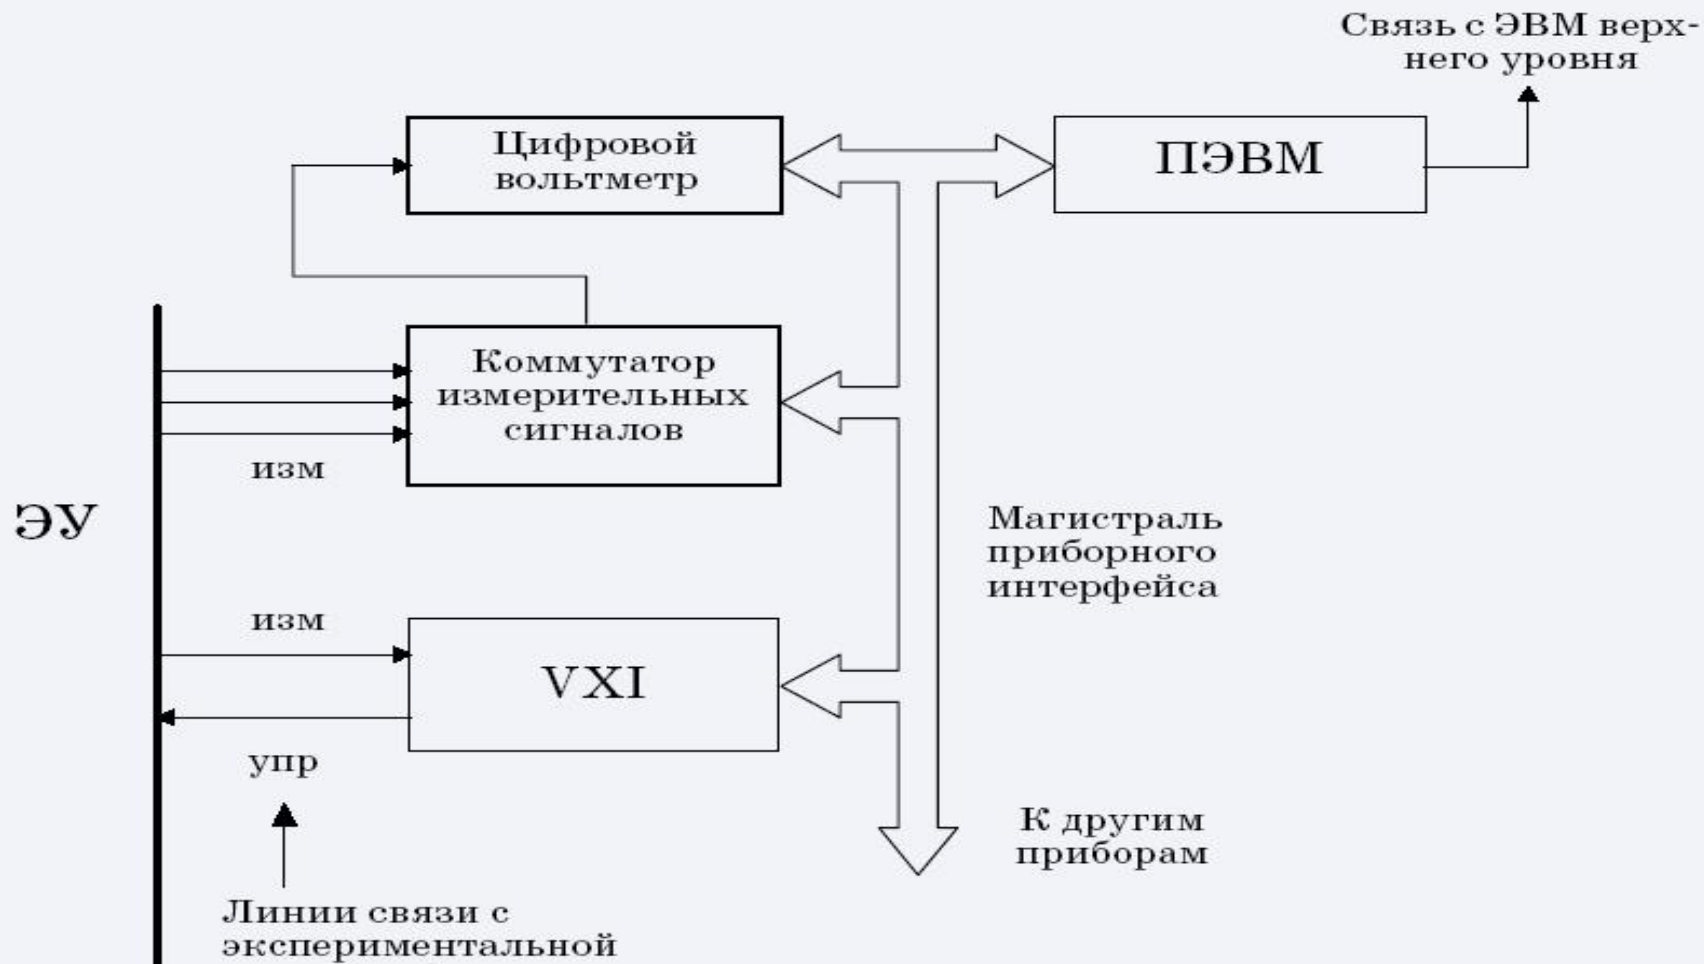 Связь с ЭВМ верх-
него уровня
Цифровой
вольтметр
ПЭВМ
Коммутатор
измерительных
сигналов
изм
ЭУ
Магистраль
приборного
интерфейса
изм
VXI
упр
К другим
приборам
Линии связи с
экспериментальной